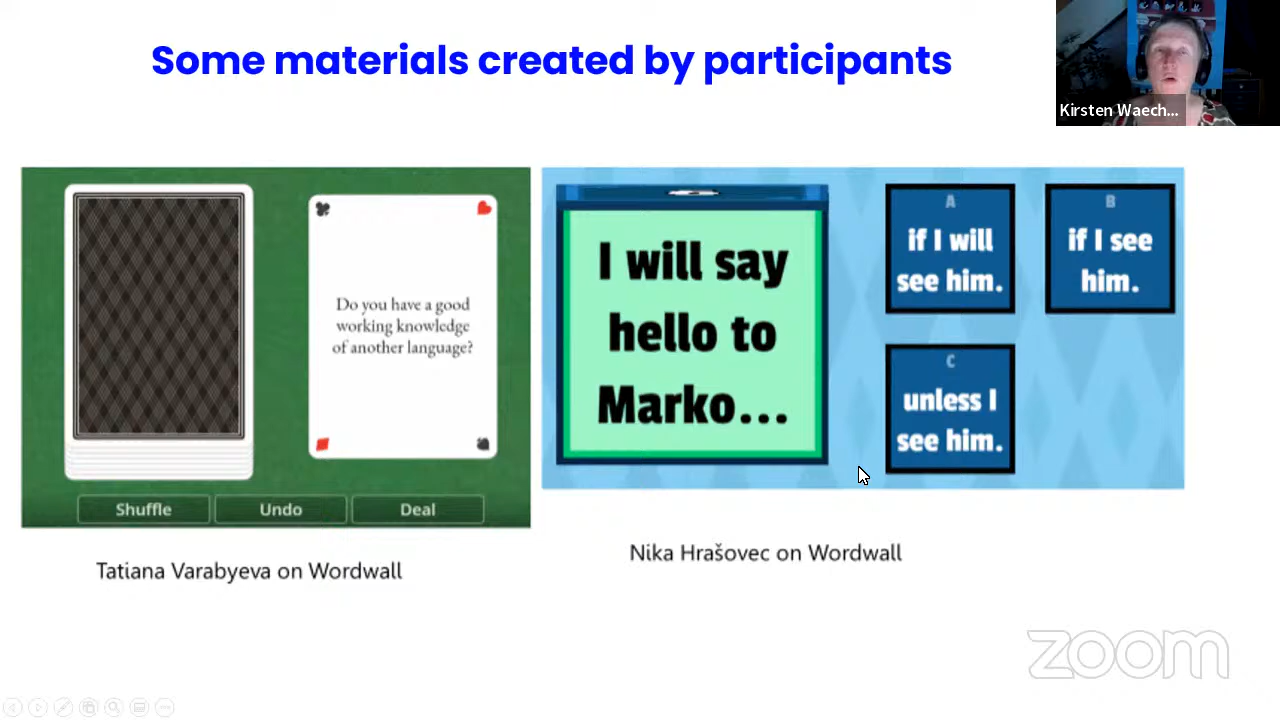 Some materials created by participants
Kirsten Waech...
Do you have a good
working knowledge
of another language?
Shuffle
Undo
Deal
I will say
hello to
Marko...
A
if I will
see him.
B
if I see
him.
C
unless I
see him.
Tatiana Varabyeva on Wordwall
Nika Hrašovec on Wordwall
zoom